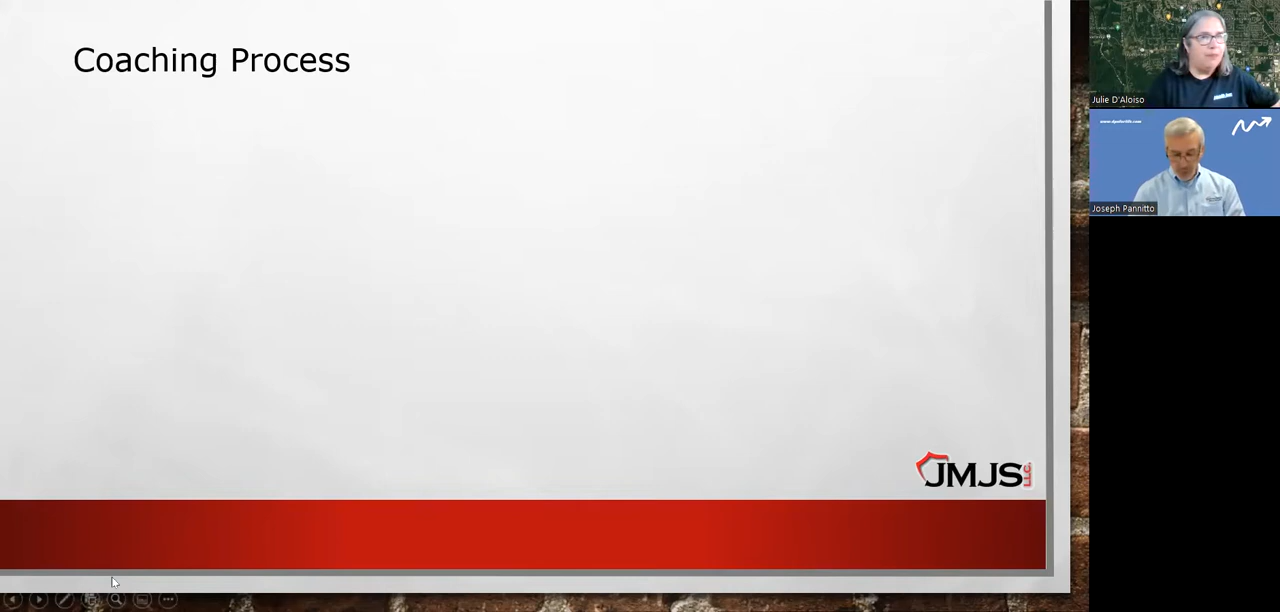 Coaching Process
JMJS
LLC.
Julie D'Aloiso
Joseph Pannitto